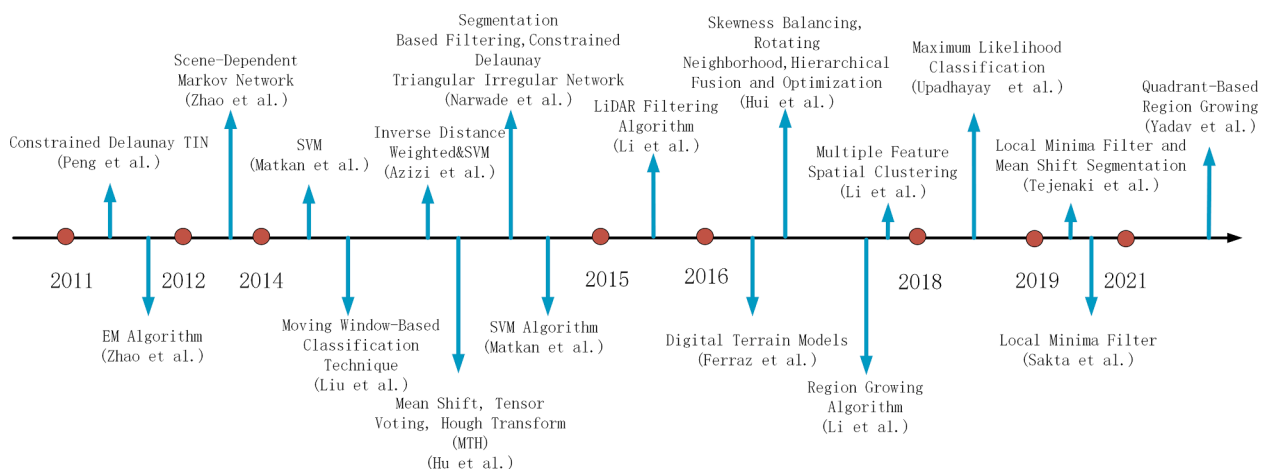 Constrained Delaunay TIN
(Peng et al.)
Scene-Dependent
Markov Network
(Zhao et al.)
SVM
(Matkan et al.)
Inverse Distance
Weighted&SVM
(Azizi et al.)
Segmentation
Based Filtering,Constrained
Delaunay
Triangular Irregular Network
(Narwade et al.)
LiDAR Filtering
Algorithm
(Li et al.)
Skewness Balancing,
Rotating
Neighborhood,Hierarchical
Fusion and Optimization
(Hui et al.)
Multiple Feature
Spatial Clustering
(Li et al.)
Maximum Likelihood
Classification
(Upadhayay  et al.)
Local Minima Filter and
Mean Shift Segmentation
(Tejenaki et al.)
Quadrant-Based
Region Growing
(Yadav et al.)
2011
2012
2014
2015
2016
2018
2019
2021
EM Algorithm
(Zhao et al.)
Moving Window-Based
Classification
Technique
(Liu et al.)
Mean Shift, Tensor
Voting, Hough Transform
(MTH)
(Hu et al.)
SVM Algorithm
(Matkan et al.)
Digital Terrain Models
(Ferraz et al.)
Region Growing
Algorithm
(Li et al.)
Local Minima Filter
(Sakta et al.)